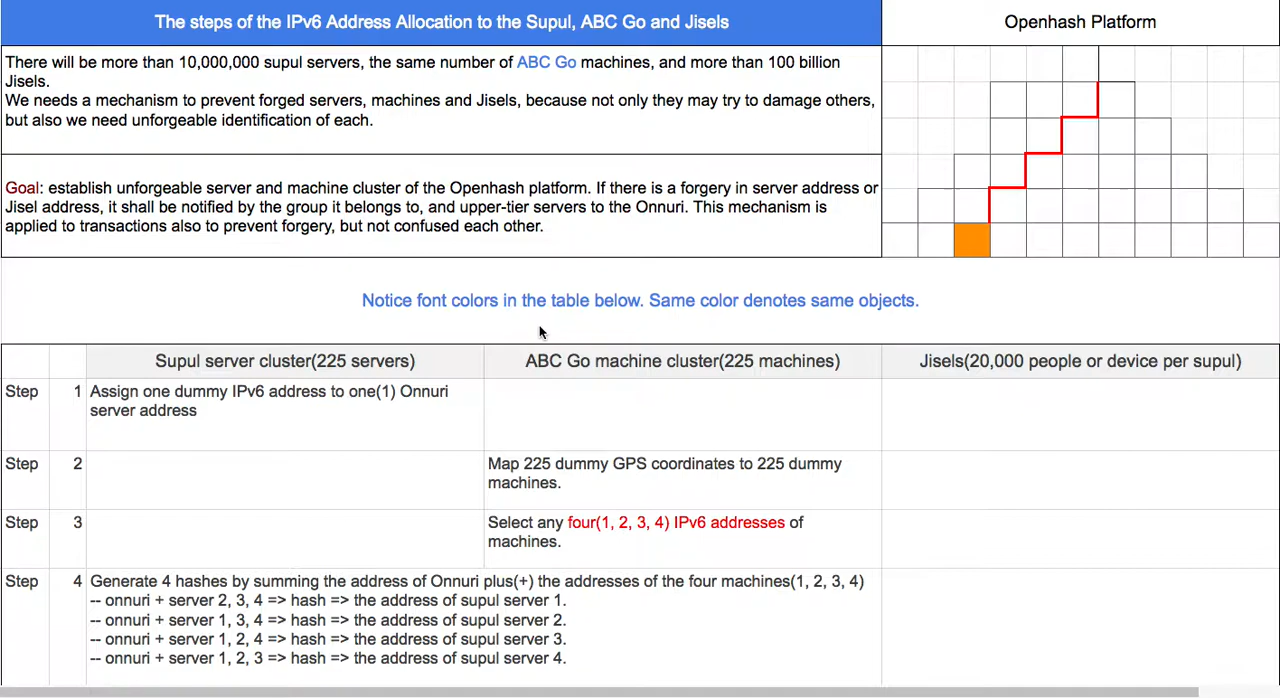 The steps of the IPv6 Address Allocation to the Supul, ABC Go and Jisels
Openhash Platform
There will be more than 10,000,000 supul servers, the same number of ABC Go machines, and more than 100 billion
Jisels.
We needs a mechanism to prevent forged servers, machines and Jisels, because not only they may try to damage others,
but also we need unforgeable identification of each.
Goal: establish unforgeable server and machine cluster of the Openhash platform. If there is a forgery in server address or
Jisel address, it shall be notified by the group it belongs to, and upper-tier servers to the Onnuri. This mechanism is
applied to transactions also to prevent forgery, but not confused each other.
Notice font colors in the table below. Same color denotes same objects.
Supul server cluster(225 servers)
ABC Go machine cluster(225 machines)
Jisels(20,000 people or device per supul)
Step 1 Assign one dummy IPv6 address to one(1) Onnuri
server address
Step 2 Map 225 dummy GPS coordinates to 225 dummy
machines.
Step 3 Select any four(1, 2, 3, 4) IPv6 addresses of
machines.
Step 4 Generate 4 hashes by summing the address of Onnuri plus(+) the addresses of the four machines(1, 2, 3, 4)
-- onnuri + server 2, 3, 4 => hash => the address of supul server 1.
-- onnuri + server 1, 3, 4 => hash => the address of supul server 2.
-- onnuri + server 1, 2, 4 => hash => the address of supul server 3.
-- onnuri + server 1, 2, 3 => hash => the address of supul server 4.